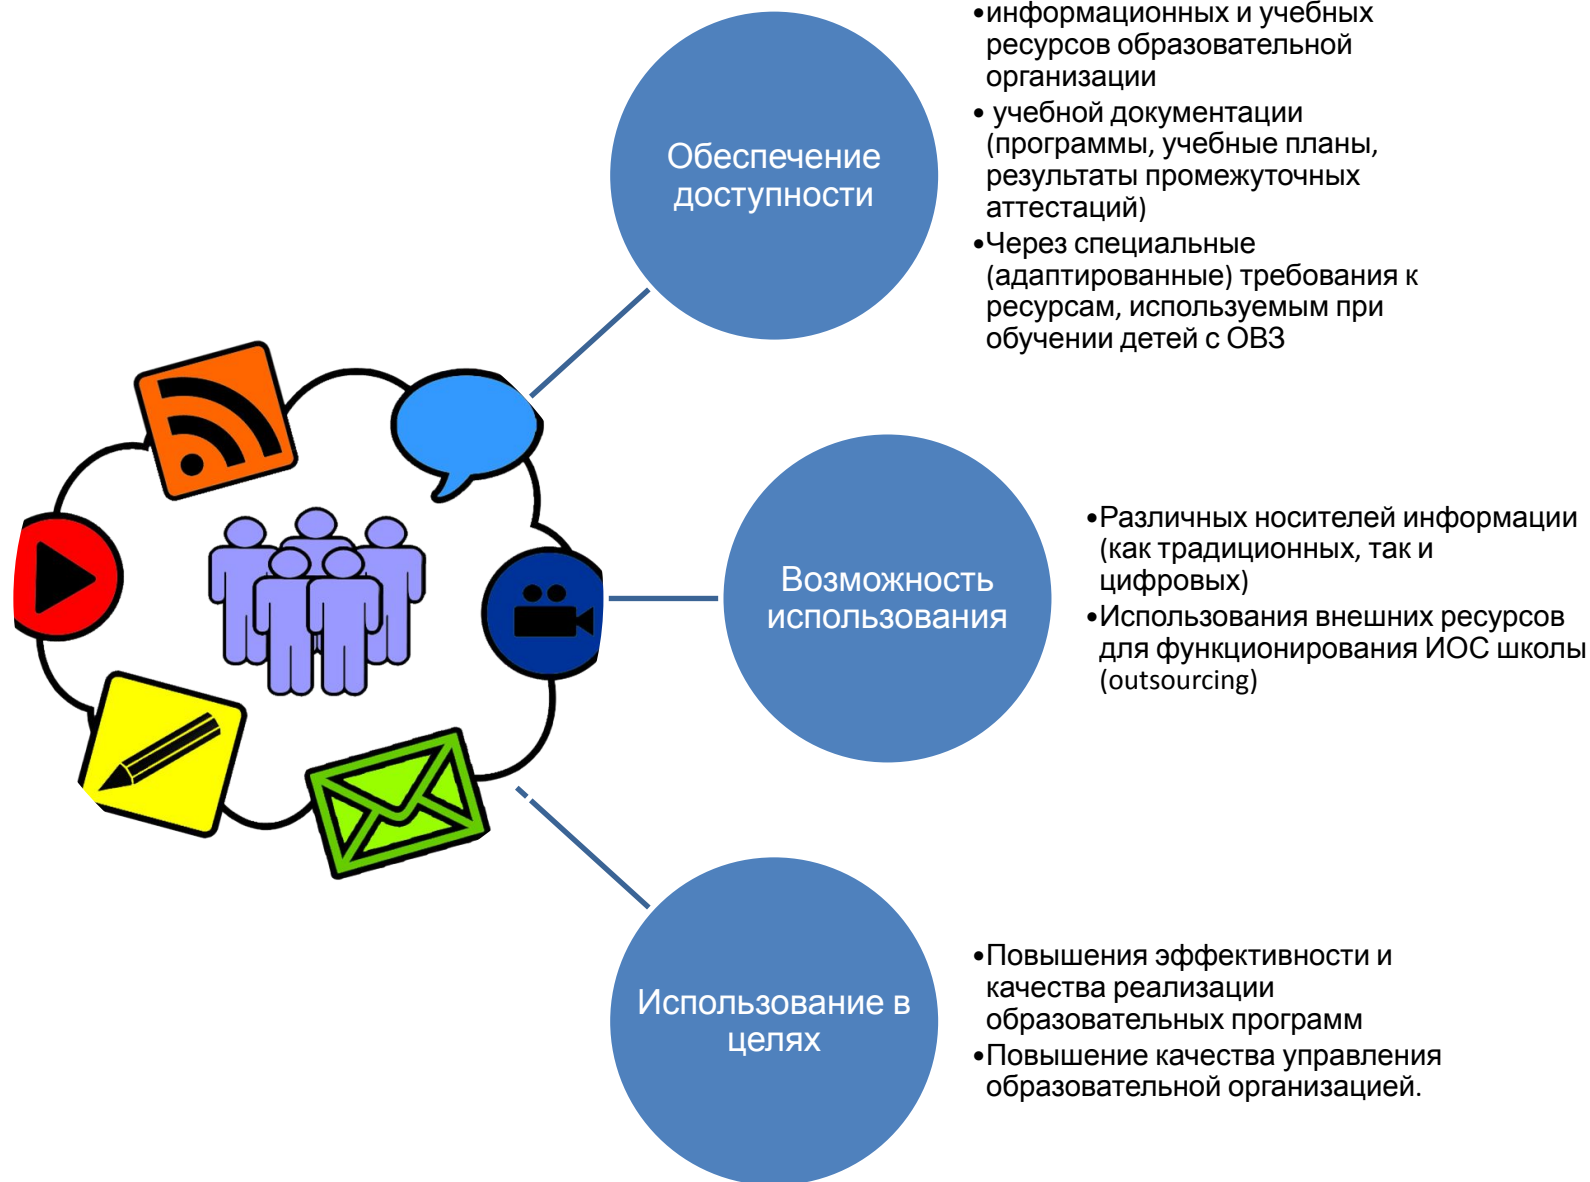 •информационных и учебных
ресурсов образовательной
организации
• учебной документации
(программы, учебные планы,
результаты промежуточных
аттестаций)
•Через специальные
(адаптированные) требования к
ресурсам, используемым при
обучении детей с ОВЗ
Обеспечение
доступности
Возможность
использования
•Различных носителей информации
(как традиционных, так и
цифровых)
•Использования внешних ресурсов
для функционирования ИОС школы
(outsourcing)
Использование в
целях
•Повышения эффективности и
качества реализации
образовательных программ
•Повышение качества управления
образовательной организацией.